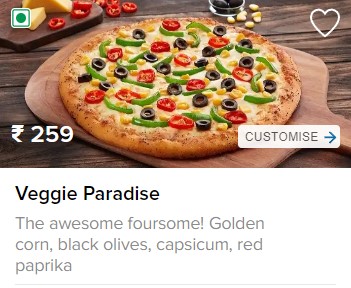 ₹ 259
CUSTOMISE
Veggie Paradise
The awesome foursome! Golden
corn, black olives, capsicum, red
paprika